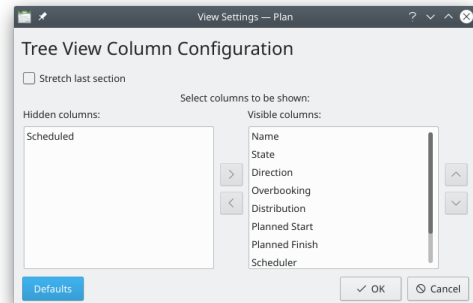 View Settings — Plan
Tree View Column Configuration
Stretch last section
Select columns to be shown:
Hidden columns:
Visible columns:
Scheduled
Name
State
Direction
Overbooking
Distribution
Planned Start
Planned Finish
Scheduler
Defaults
OK
Cancel